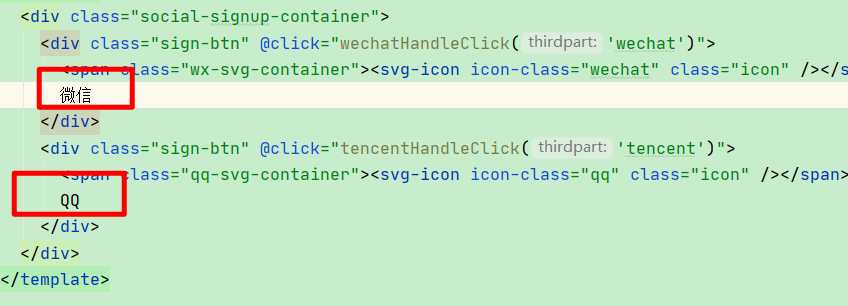 <div class="social-signup-container">
<div class="sign-btn" @click="wechatHandleClick( thirdpart: 'wechat')">
<span class="wx-svg-container"><svg-icon icon-class="wechat" class="icon" /></s
微信
</div>
<div class="sign-btn" @click="tencentHandleClick( thirdpart: 'tencent')">
<span class="qq-svg-container"><svg-icon icon-class="qq" class="icon" /></span>
QQ
</div>
</div>
</template>